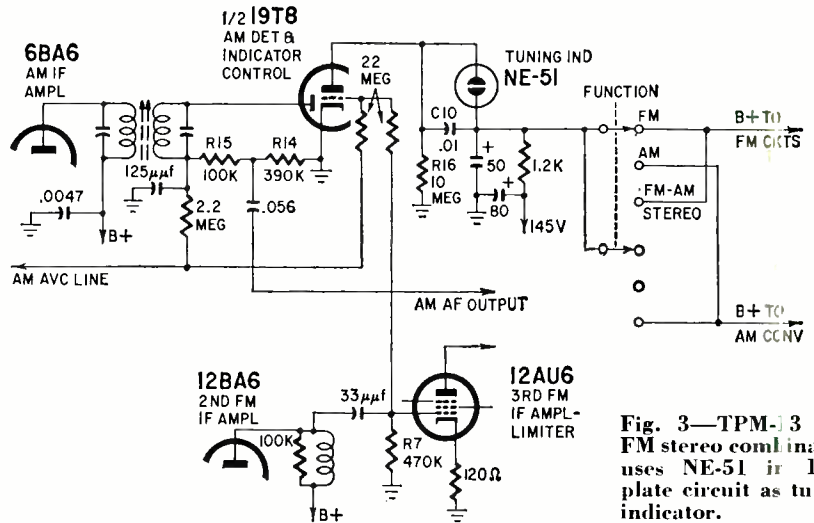 1/2 19T8
AM DET &
INDICATOR
CONTROL
6BA6
AM IF
AMPL
22
MEG
TUNING IND
NE-51
FUNCTION
FM
B+ TO
FM CKTS
AM
FM-AM
STEREO
C10
.01
+
50
R16
10
MEG
+
80
1.2K
145V
R15
100K
R14
390K
125μμf
.0047
2.2
MEG
.056
B+
AM AVC LINE
AM AF OUTPUT
B+ TO
AM CONV
12BA6
2ND FM
IF AMPL
33μμf
100K
B+
R7
470K
12AU6
3RD FM
IF AMPL-
LIMITER
120Ω
Fig. 3—TPM-13
FM stereo combina
uses NE-51 in
plate circuit as tu
indicator.